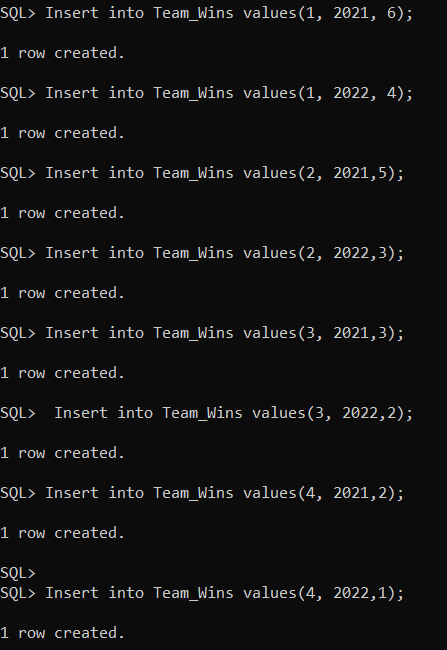 SQL> Insert into Team_Wins values(1, 2021, 6);
1 row created.
SQL> Insert into Team_Wins values(1, 2022, 4);
1 row created.
SQL> Insert into Team_Wins values(2, 2021,5);
1 row created.
SQL> Insert into Team_Wins values(2, 2022,3);
1 row created.
SQL> Insert into Team_Wins values(3, 2021,3);
1 row created.
SQL>  Insert into Team_Wins values(3, 2022,2);
1 row created.
SQL> Insert into Team_Wins values(4, 2021,2);
1 row created.
SQL>
SQL> Insert into Team_Wins values(4, 2022,1);
1 row created.